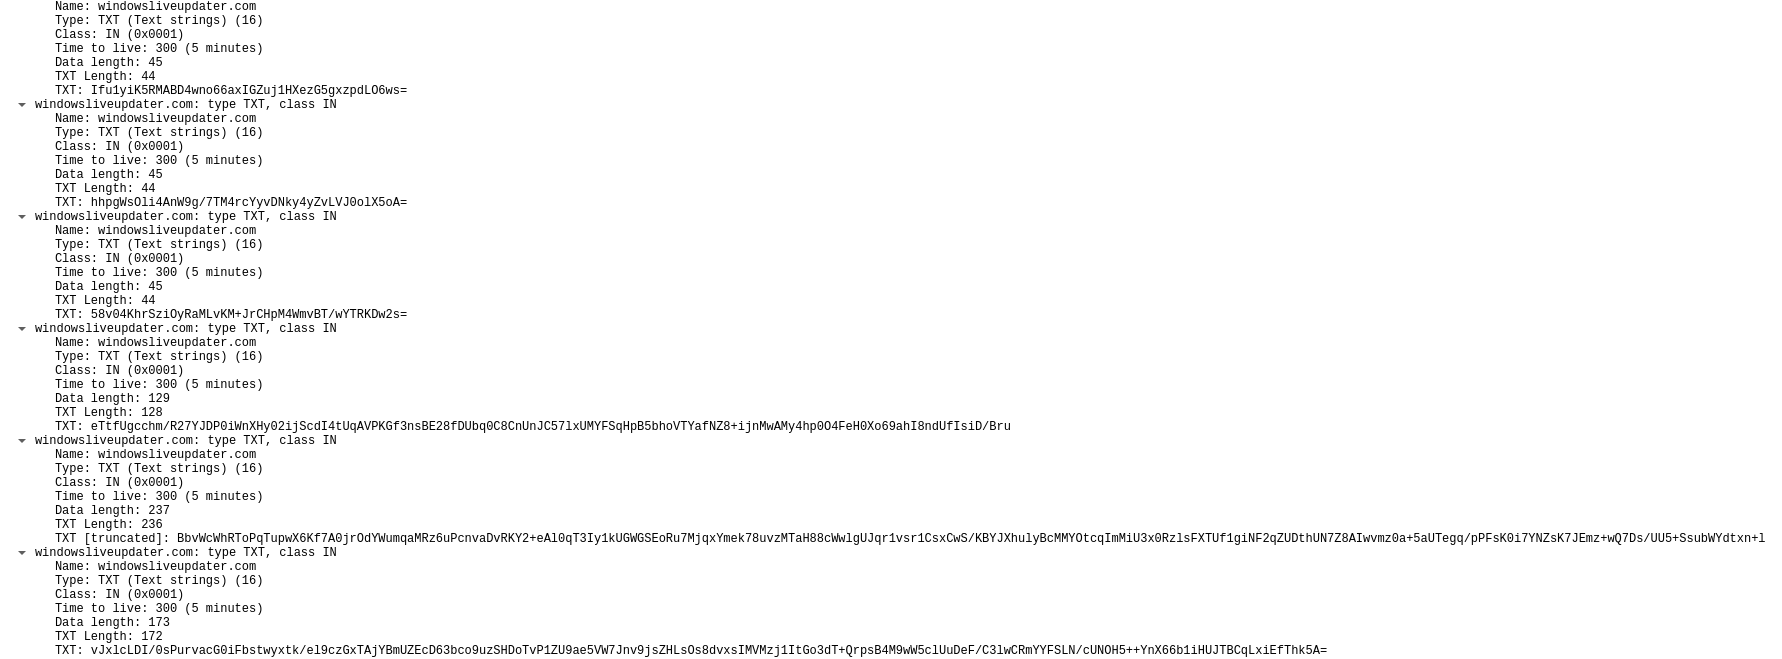 Name: windowsliveupdater.com
Type: TXT (Text strings) (16)
Class: IN (0x0001)
Time to live: 300 (5 minutes)
Data length: 45
TXT Length: 44
TXT: Ifu1yiK5RMABD4wno66axIGZuj1HXezG5gxzpdLO6ws=
windowsliveupdater.com: type TXT, class IN
Name: windowsliveupdater.com
Type: TXT (Text strings) (16)
Class: IN (0x0001)
Time to live: 300 (5 minutes)
Data length: 45
TXT Length: 44
TXT: hhpgWsOli4AnW9g/7TM4rcYyvDNky4yZvLVJ0olX5oA=
windowsliveupdater.com: type TXT, class IN
Name: windowsliveupdater.com
Type: TXT (Text strings) (16)
Class: IN (0x0001)
Time to live: 300 (5 minutes)
Data length: 45
TXT Length: 44
TXT: 58v04KhrSziOyRaMLvKM+JrCHpM4WmvBT/wYTRKDw2s=
windowsliveupdater.com: type TXT, class IN
Name: windowsliveupdater.com
Type: TXT (Text strings) (16)
Class: IN (0x0001)
Time to live: 300 (5 minutes)
Data length: 129
TXT Length: 128
TXT: eTtfUgcchm/R27YJDP0iWnXHy02ijScdI4tUqAVPKGf3nsBE28fDUbq0C8CnUnJC57lxUMYFSqHpB5bhoVTYafNZ8+ijnMwAMy4hp0O4FeH0Xo69ahI8ndUfIsiD/Bru
windowsliveupdater.com: type TXT, class IN
Name: windowsliveupdater.com
Type: TXT (Text strings) (16)
Class: IN (0x0001)
Time to live: 300 (5 minutes)
Data length: 237
TXT Length: 236
TXT [truncated]: BbvWcWhRToPqTupwX6Kf7A0jrOdYWumqaMRz6uPcnvaDvRKY2+eAl0qT3Iy1kUGWGSEoRu7MjqxYmek78uvzMTaH88cWwlgUJqr1vsr1CsxCwS/KBYJXhulyBcMMYOtcqImMiU3x0RzlsFXTUf1giNF2qZUDthUN7Z8AIwvmz0a+5aUTegq/pPFsK0i7YNZsK7JEmz+wQ7Ds/UU5+SsubWYdtxn+l
windowsliveupdater.com: type TXT, class IN
Name: windowsliveupdater.com
Type: TXT (Text strings) (16)
Class: IN (0x0001)
Time to live: 300 (5 minutes)
Data length: 173
TXT Length: 172
TXT: vJxlcLDI/0sPurvacG0iFbstwyxtk/el9czGxTAjYBmUZEcD63bco9uzSHDoTvP1ZU9ae5VW7Jnv9jsZHLsOs8dvxsIMVMzj1ItGo3dT+QrpsB4M9wW5clUuDeF/C3lwCRmYYFSLN/cUNOH5++YnX66b1iHUJTBCqLxiEfThk5A=